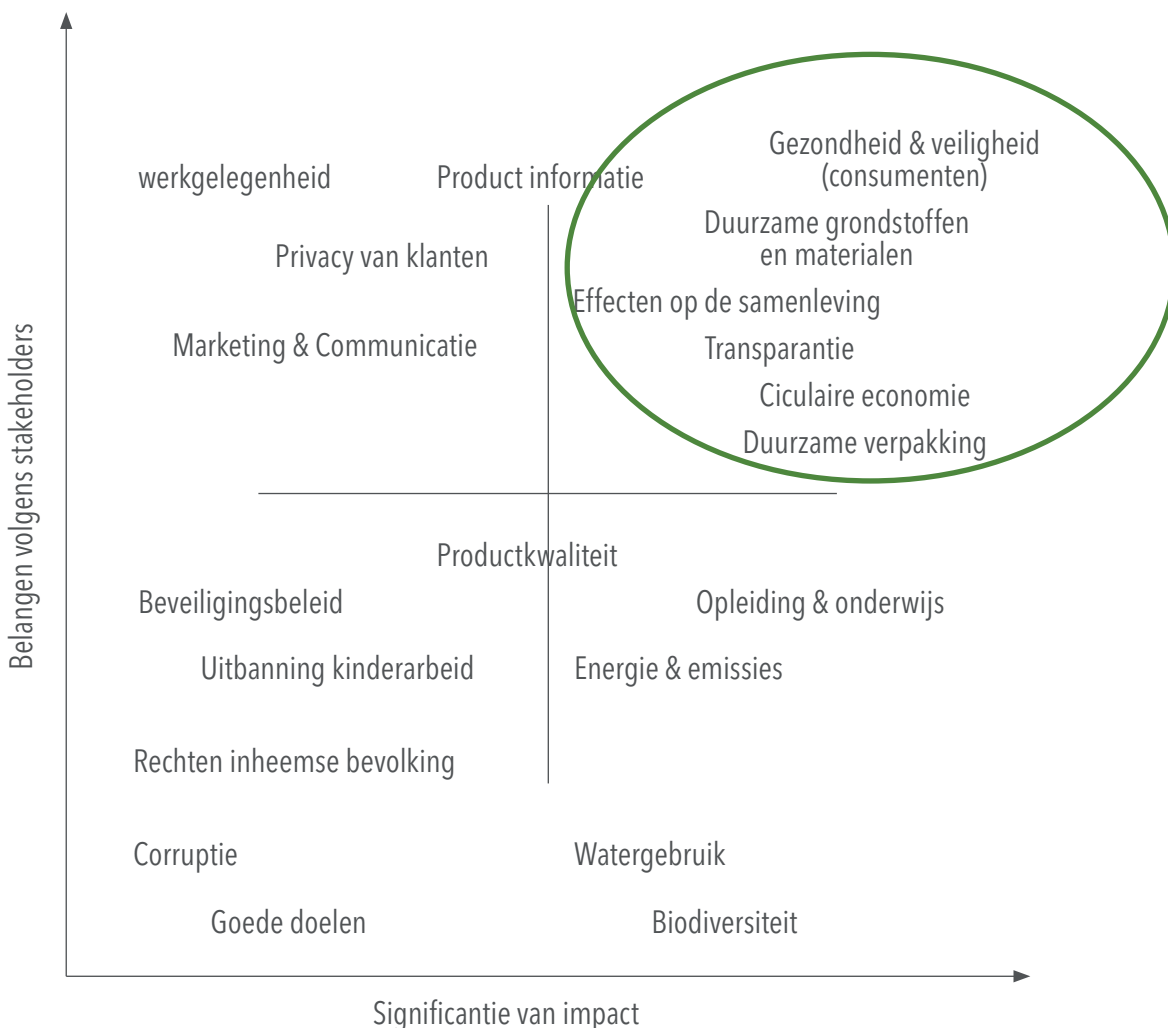 Gezondheid & veiligheid
(consumenten)
werkgelegenheid
Product informatie
Duurzame grondstoffen
en materialen
Privacy van klanten
Effecten op de samenleving
Marketing & Communicatie
Transparantie
Ciculaire economie
Duurzame verpakking
Belangen volgens stakeholders
Productkwaliteit
Beveiligingsbeleid
Opleiding & onderwijs
Uitbanning kinderarbeid
Energie & emissies
Rechten inheemse bevolking
Corruptie
Watergebruik
Goede doelen
Biodiversiteit
Significantie van impact